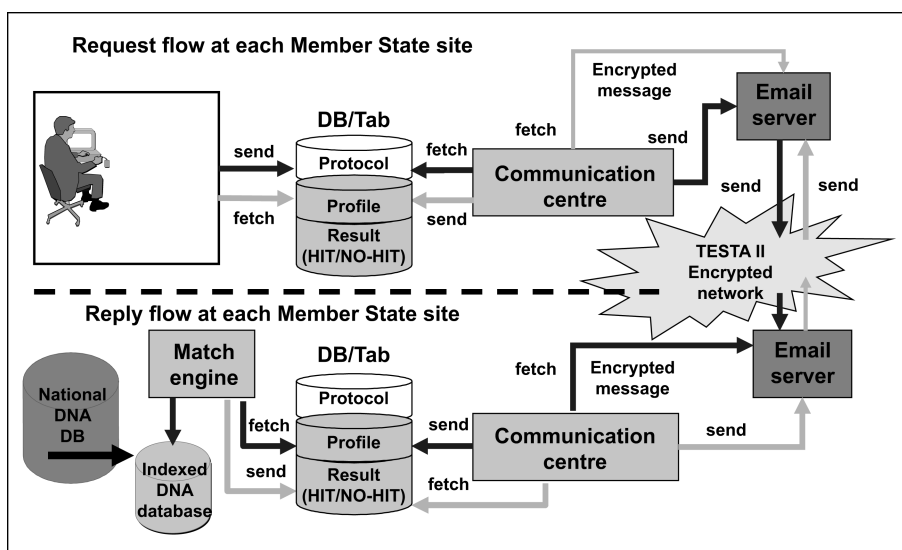 Request flow at each Member State site
Encrypted
message
Email
server
DB/Tab
fetch
send
send
fetch
Protocol
Communication
centre
send
send
fetch
Profile
send
Result
(HIT/NO-HIT)
TESTA II
Encrypted
network
Reply flow at each Member State site
Match
engine
DB/Tab
fetch
Encrypted
message
Email
server
National
DNA
DB
Protocol
fetch
send
Communication
centre
send
Profile
send
Indexed
DNA
database
Result
(HIT/NO-HIT)
fetch